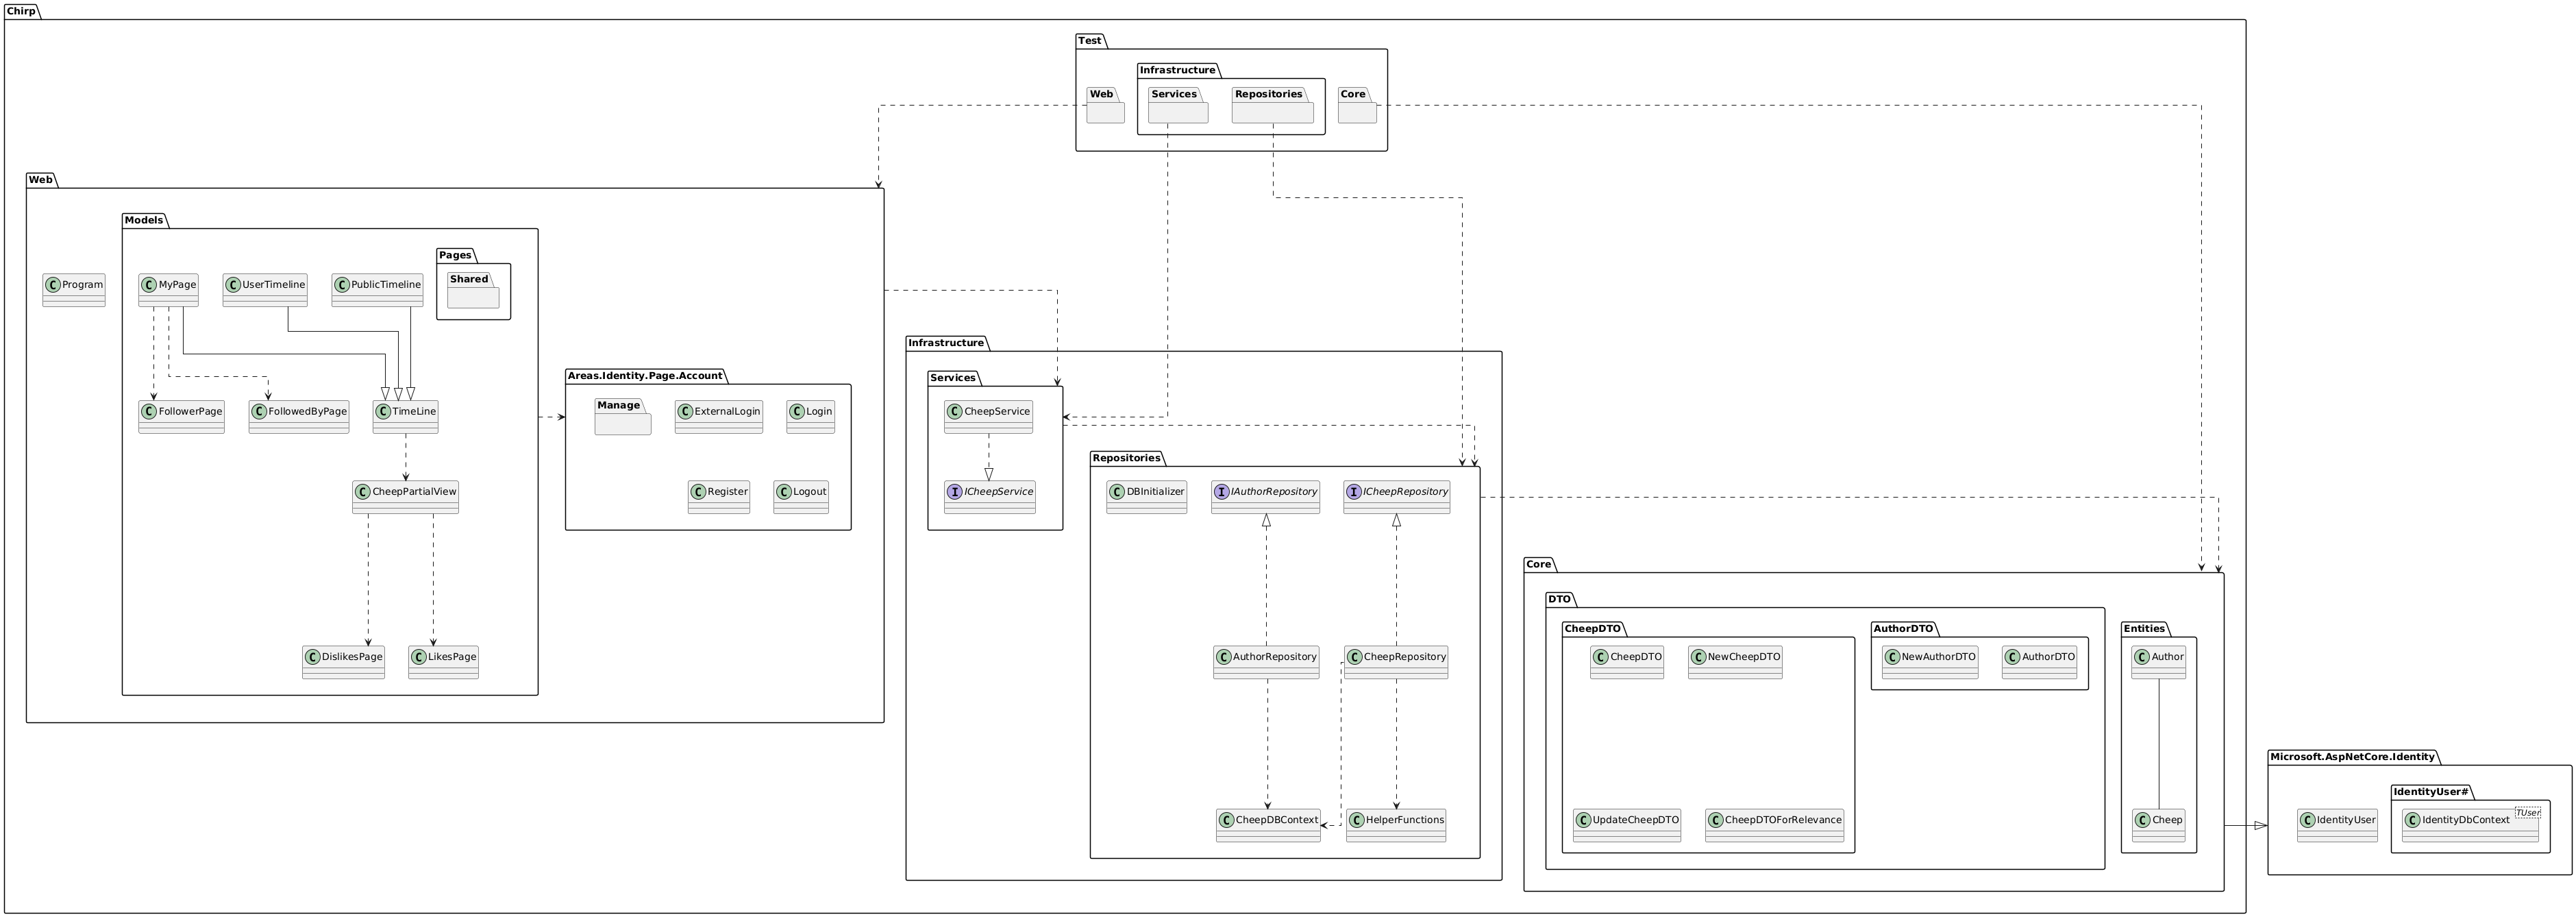 Chirp
Test
Web
Infrastructure
Services
Repositories
Core
Web
Program
Models
C MyPage
C UserTimeline
C PublicTimeline
Pages
Shared
C FollowerPage
C FollowedByPage
C TimeLine
C CheepPartialView
C DislikesPage
C LikesPage
Areas.Identity.Page.Account
Manage
C ExternalLogin
C Login
C Register
C Logout
Infrastructure
Services
C CheepService
I ICheepService
Repositories
C DBInitializer
I IAuthorRepository
I ICheepRepository
C AuthorRepository
C CheepRepository
C CheepDBContext
C HelperFunctions
Core
DTO
CheepDTO
C CheepDTO
C NewCheepDTO
C UpdateCheepDTO
C CheepDTOForRelevance
AuthorDTO
C NewAuthorDTO
C AuthorDTO
Entities
C Author
C Cheep
Microsoft.AspNetCore.Identity
C IdentityUser
IdentityUser#
C IdentityDbContext
TUser